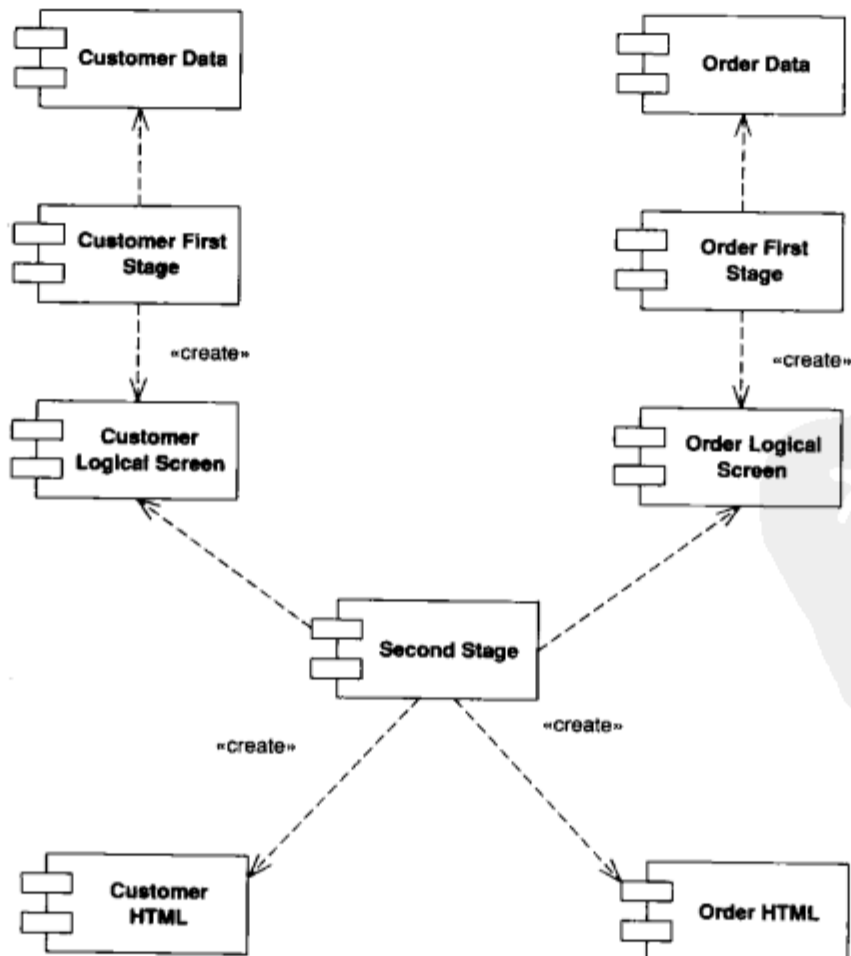 Customer Data
Order Data
Customer First
Stage
Order First
Stage
«create»
«create»
Customer
Logical Screen
Order Logical
Screen
Second Stage
«create»
«create»
Customer
HTML
Order HTML